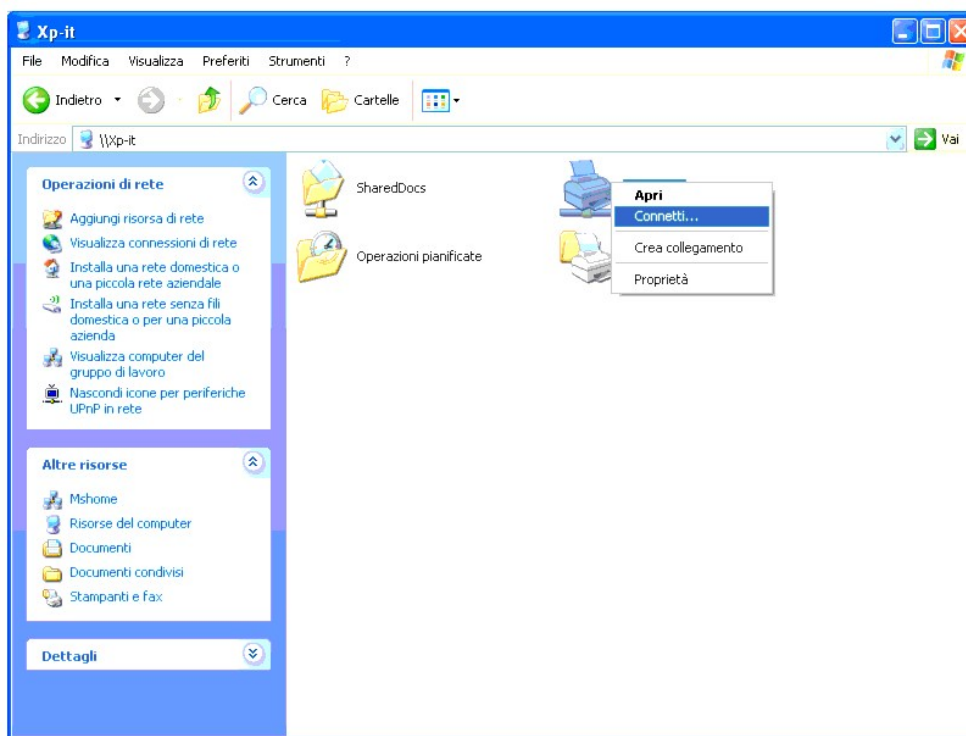 Xp-it
File Modifica Visualizza Preferiti Strumenti ?
Indietro Cerca Cartelle
Indirizzo \\Xp-it Vai
Operazioni di rete
Aggiungi risorsa di rete
Visualizza connessioni di rete
Installa una rete domestica o
una piccola rete aziendale
Installa una rete senza fili
domestica o per una piccola
azienda
Visualizza computer del
gruppo di lavoro
Nascondi icone per periferiche
UPnP in rete
Altre risorse
Mshome
Risorse del computer
Documenti
Documenti condivisi
Stampanti e fax
Dettagli
SharedDocs
Operazioni pianificate
Apri
Connetti...
Crea collegamento
Proprietà